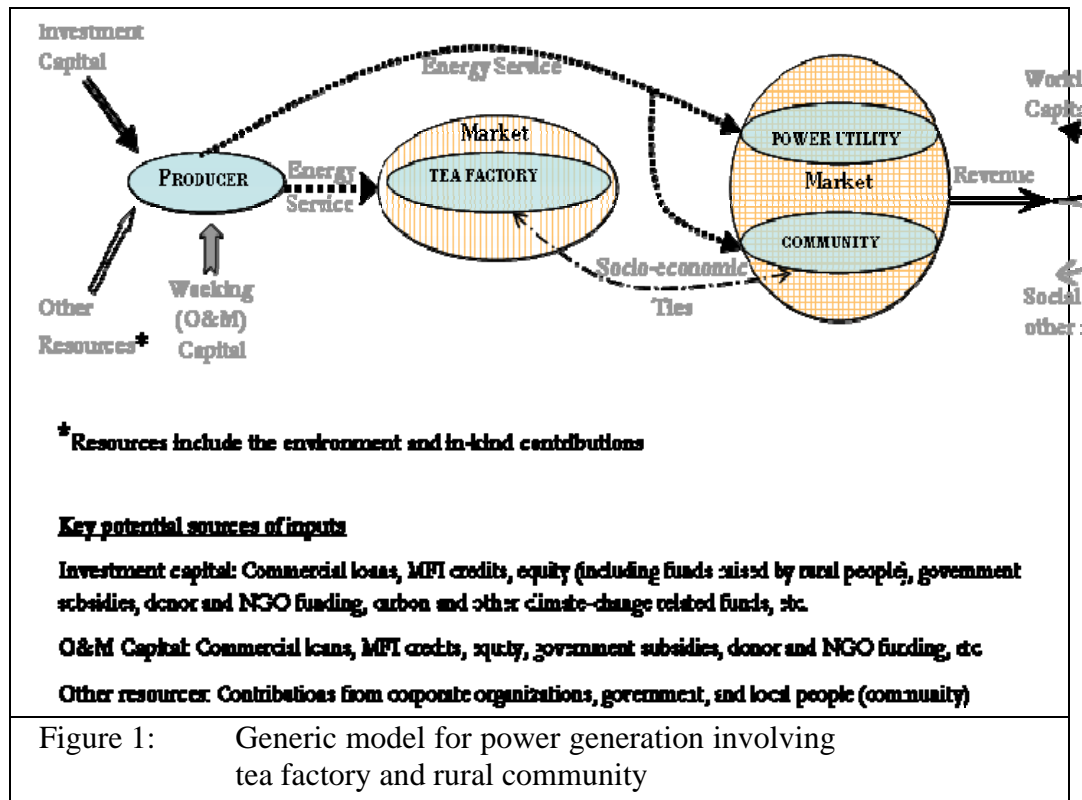 Investment
Capital
Energy Service
Market
POWER UTILITY
PRODUCER
Energy
Service
TEA FACTORY
Market
Revenue
COMMUNITY
Socio-economic
Ties
Other
Resources*
Working
(O&M)
Capital
Social
other
*Resources include the environment and in-kind contributions
Key potential sources of inputs
Investment capital: Commercial loans, MFI credits, equity (including funds raised by rural people), government
subsidies, donor and NGO funding, carbon and other climate-change related funds, etc.
O&M Capital: Commercial loans, MFI credits, equity, government subsidies, donor and NGO funding, etc
Other resources: Contributions from corporate organizations, government, and local people (community)
Figure 1: Generic model for power generation involving
tea factory and rural community